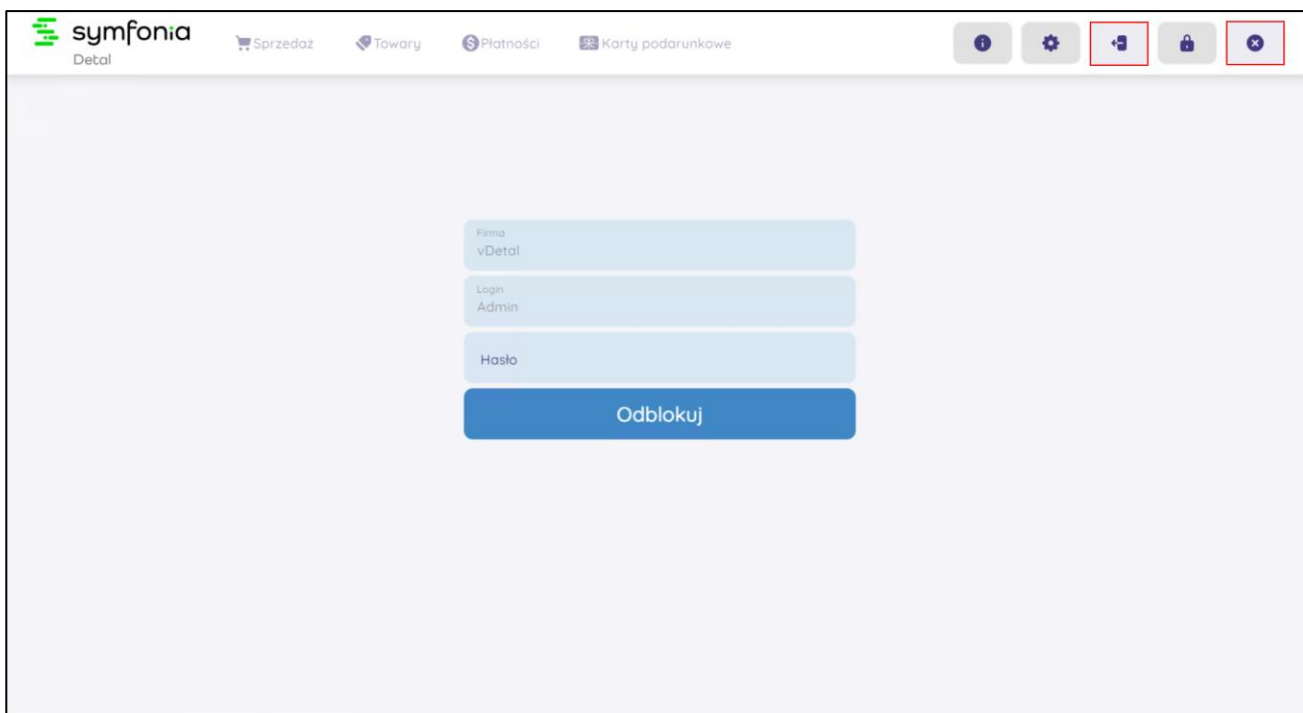 symfonia
Detal
Sprzedaż
Towary
Płatności
Karty podarunkowe
Firma
vDetal
Login
Admin
Hasło
Odblokuj